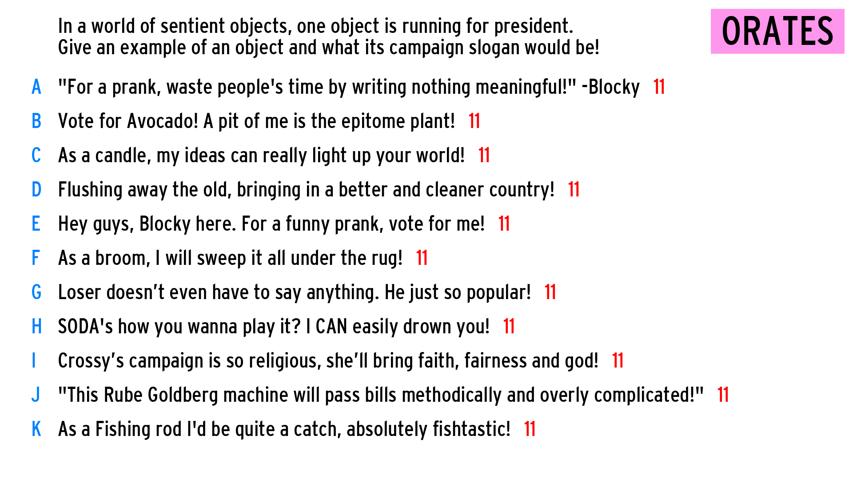 In a world of sentient objects, one object is running for president.
Give an example of an object and what its campaign slogan would be!
ORATES
A "For a prank, waste people's time by writing nothing meaningful!" -Blocky 11
B Vote for Avocado! A pit of me is the epitome plant! 11
C As a candle, my ideas can really light up your world! 11
D Flushing away the old, bringing in a better and cleaner country! 11
E Hey guys, Blocky here. For a funny prank, vote for me! 11
F As a broom, I will sweep it all under the rug! 11
G Loser doesn’t even have to say anything. He just so popular! 11
H SODA's how you wanna play it? I CAN easily drown you! 11
I Crossy’s campaign is so religious, she’ll bring faith, fairness and god! 11
J "This Rube Goldberg machine will pass bills methodically and overly complicated!" 11
K As a Fishing rod I'd be quite a catch, absolutely fishtastic! 11